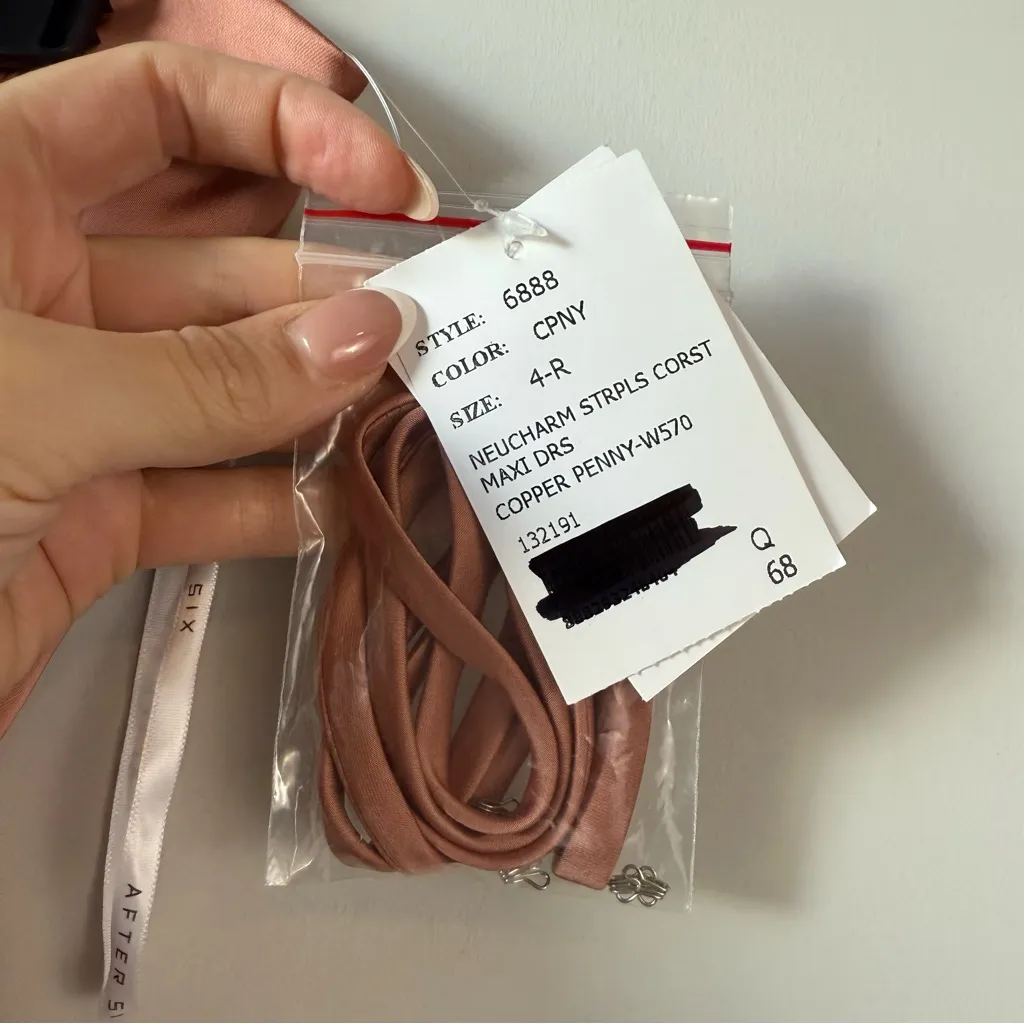 STYLE: 6888
COLOR: CPNY
SIZE: 4-R
NEUCHARM STRPLS CORST
MAXI DRS
COPPER PENNY-W570
132191
Q
68
SIX
AFTER